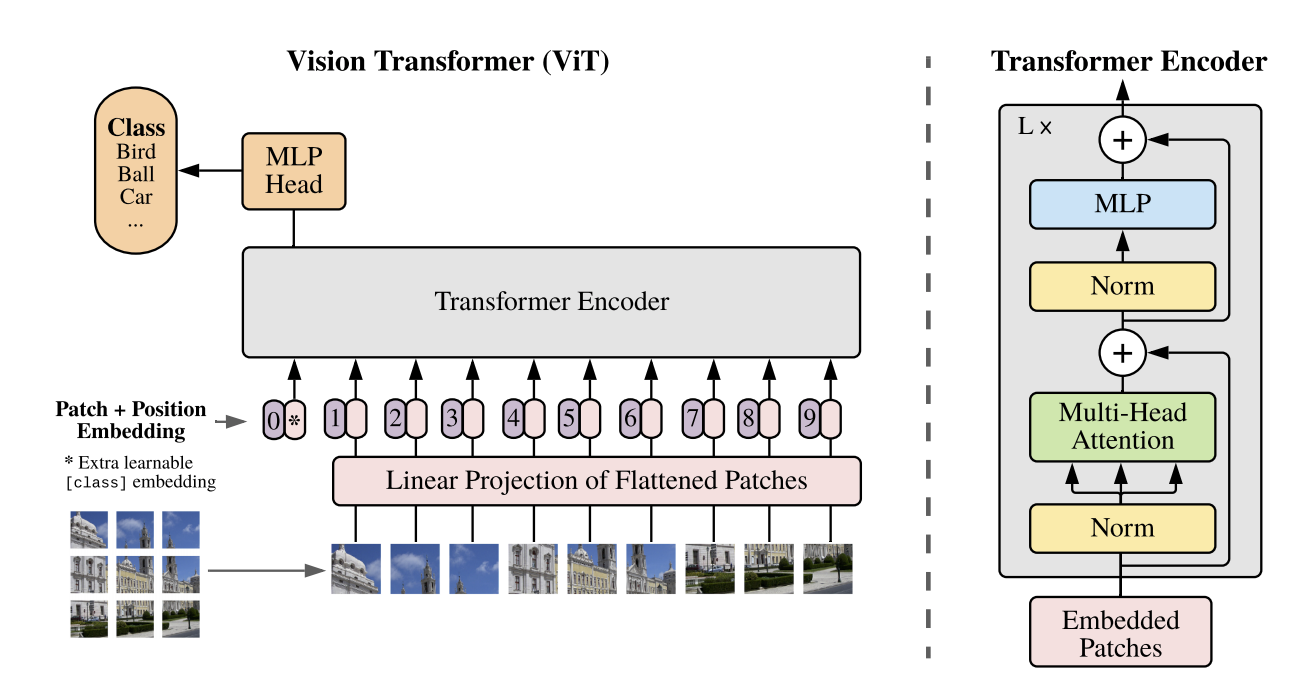 Vision Transformer (ViT)
Class
Bird
Ball
Car
...
MLP
Head
Transformer Encoder
Patch + Position
Embedding
* Extra learnable
[class] embedding
0 * 1 2 3 4 5 6 7 8 9
Linear Projection of Flattened Patches
Transformer Encoder
L ×
+
MLP
Norm
+
Multi-Head
Attention
Norm
Embedded
Patches